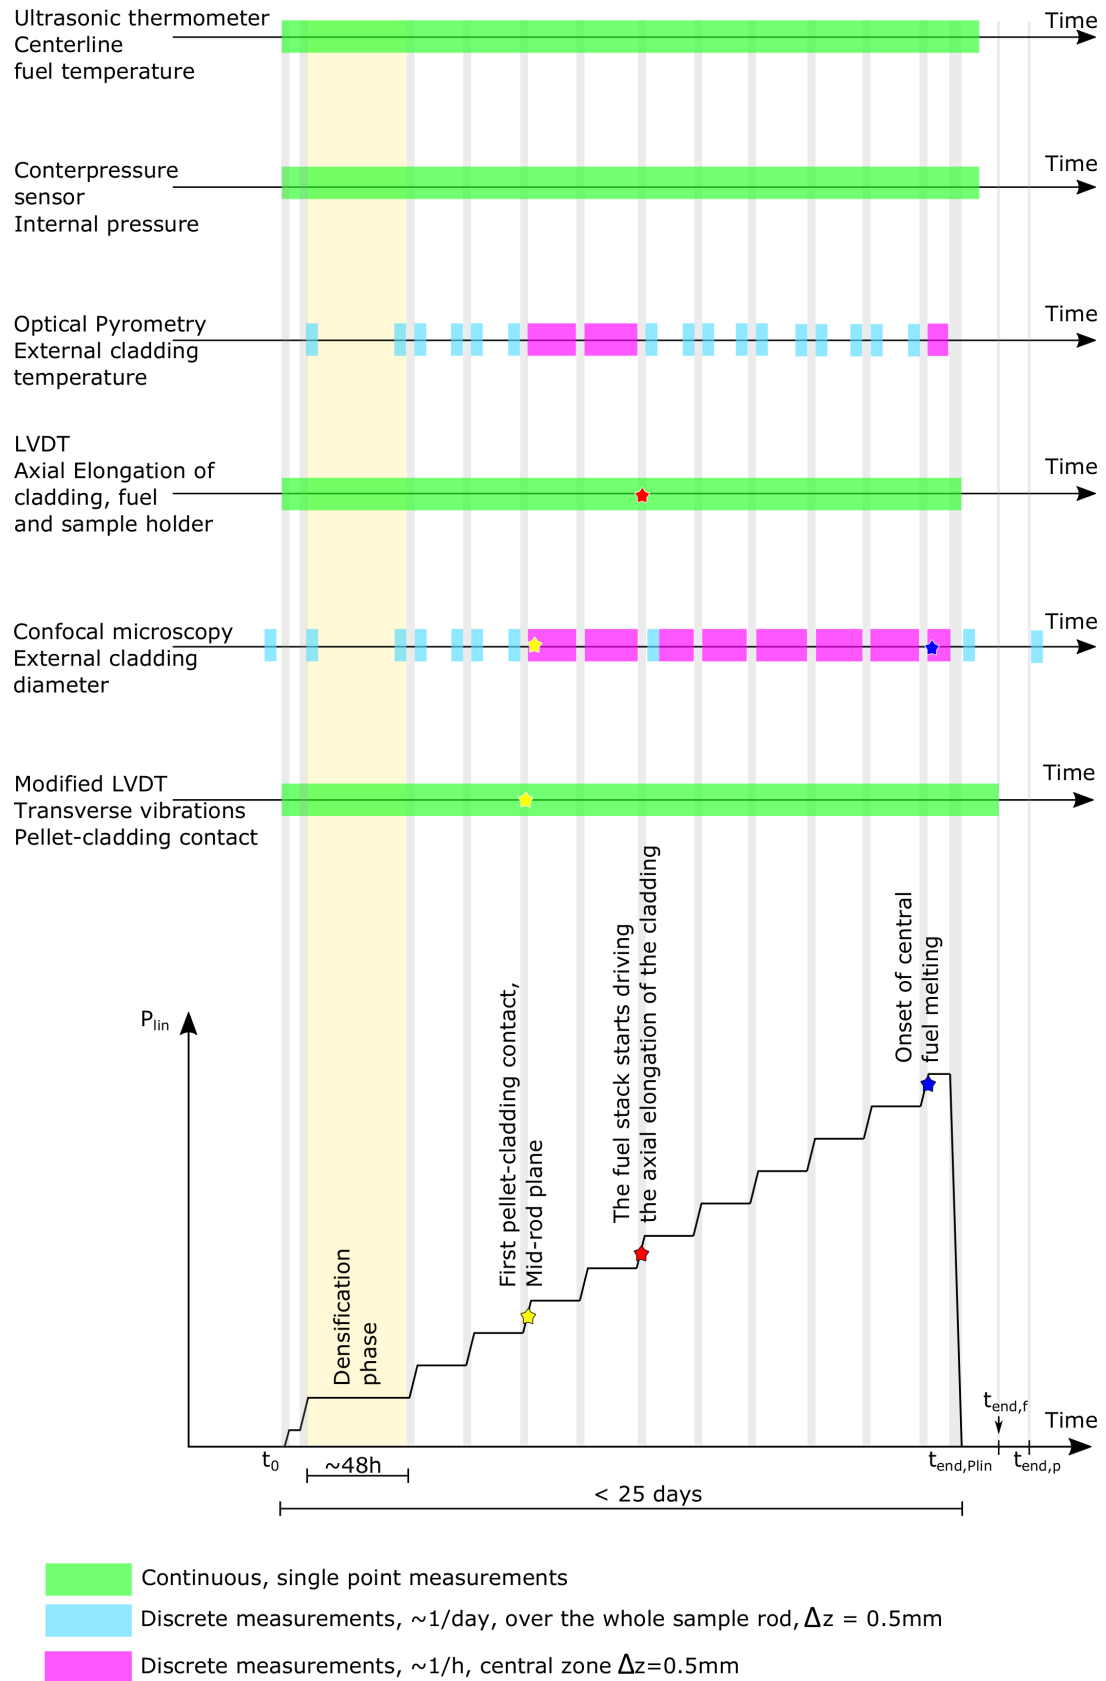 Ultrasonic thermometer
Centerline
fuel temperature
Time
Conterpressure
sensor
Internal pressure
Time
Optical Pyrometry
External cladding
temperature
Time
LVDT
Axial Elongation of
cladding, fuel
and sample holder
Time
Confocal microscopy
External cladding
diameter
Time
Modified LVDT
Transverse vibrations
Pellet-cladding contact
Time
Plin
Densification
phase
First pellet-cladding contact,
Mid-rod plane
The fuel stack starts driving
the axial elongation of the cladding
Onset of central
fuel melting
tend,f
Time
t0
~48h
tend,Plin
tend,p
< 25 days
Continuous, single point measurements
Discrete measurements, ~1/day, over the whole sample rod, Δz = 0.5mm
Discrete measurements, ~1/h, central zone Δz=0.5mm